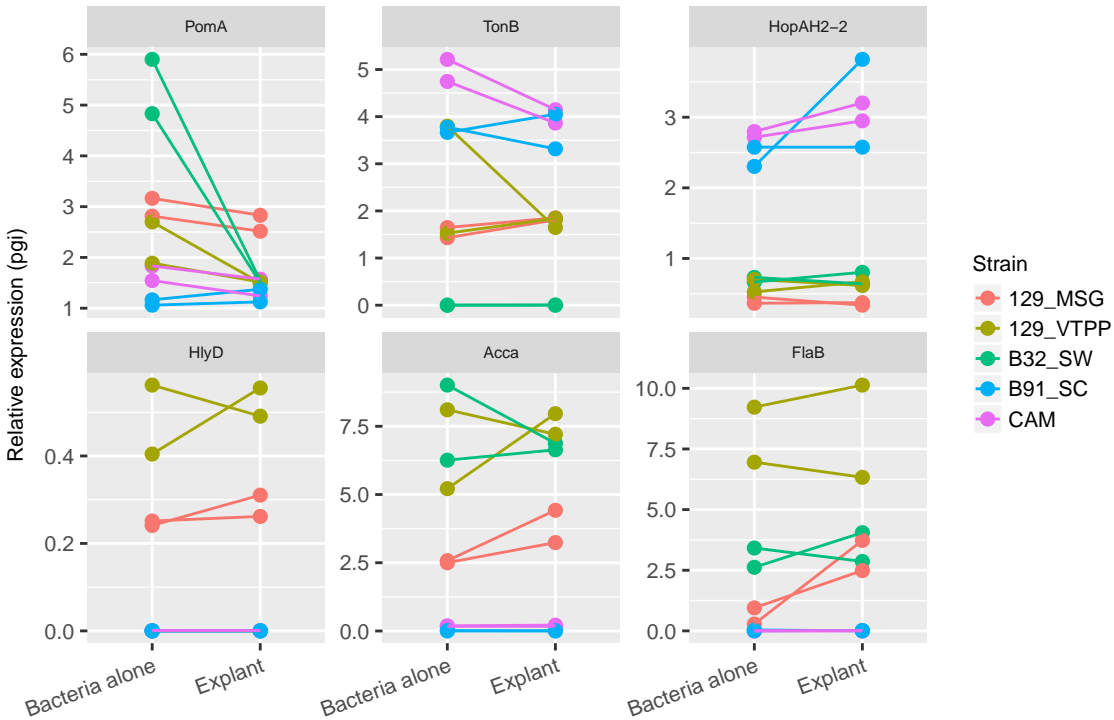 PomA TonB HopAH2−2
6
5
4
3
2
1
5
4
3
2
1
0
3
2
1
Relative expression (pgi)
HlyD Acca FlaB
0.4
0.2
0.0
7.5
5.0
2.5
0.0
10.0
7.5
5.0
2.5
0.0
Bacteria alone Explant Bacteria alone Explant Bacteria alone Explant
Strain
129_MSG
129_VTPP
B32_SW
B91_SC
CAM